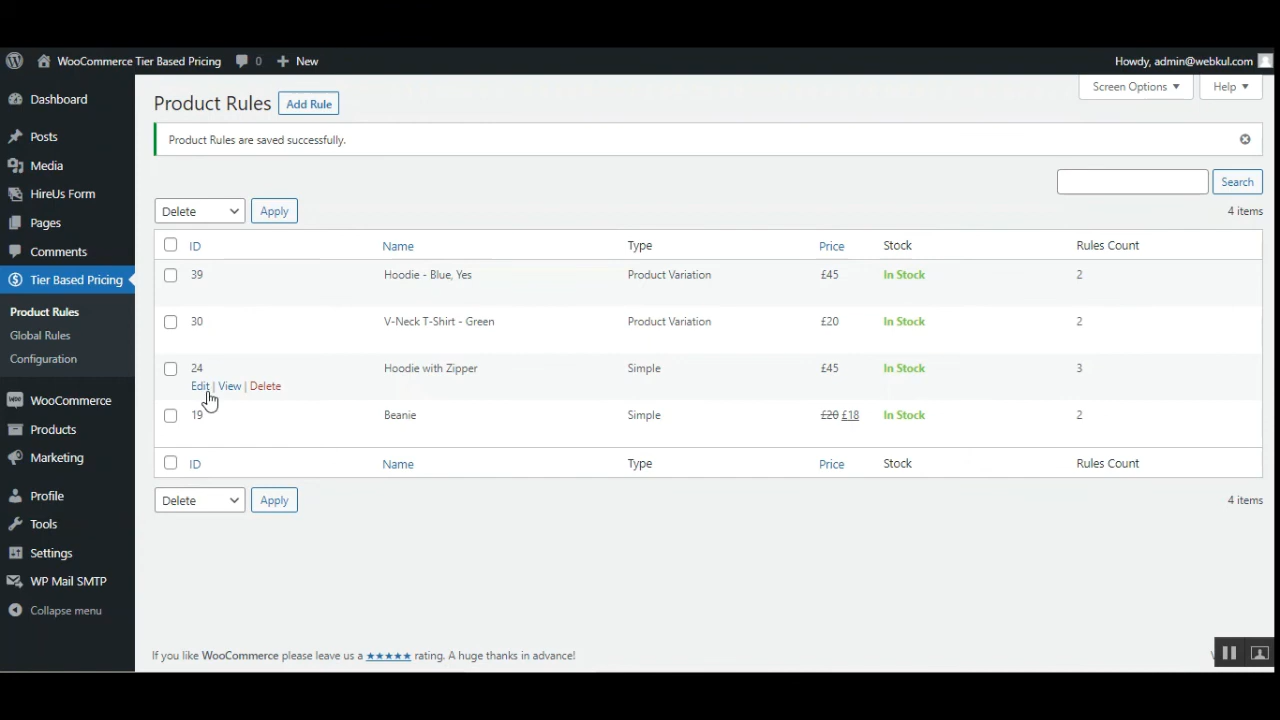 WooCommerce Tier Based Pricing 0 New Howdy, admin@webkul.com
Screen Options Help
Dashboard
Posts
Media
HireUs Form
Pages
Comments
Tier Based Pricing
Product Rules
Global Rules
Configuration
WooCommerce
Products
Marketing
Profile
Tools
Settings
WP Mail SMTP
Collapse menu
Product Rules Add Rule
Product Rules are saved successfully.
Search
Delete Apply 4 items
ID Name Type Price Stock Rules Count
39 Hoodie - Blue, Yes Product Variation £45 In Stock 2
30 V-Neck T-Shirt - Green Product Variation £20 In Stock 2
24 Hoodie with Zipper Simple £45 In Stock 3
Edit | View | Delete
19 Beanie Simple £20 £18 In Stock 2
ID Name Type Price Stock Rules Count
Delete Apply 4 items
If you like WooCommerce please leave us a ★★★★★ rating. A huge thanks in advance!